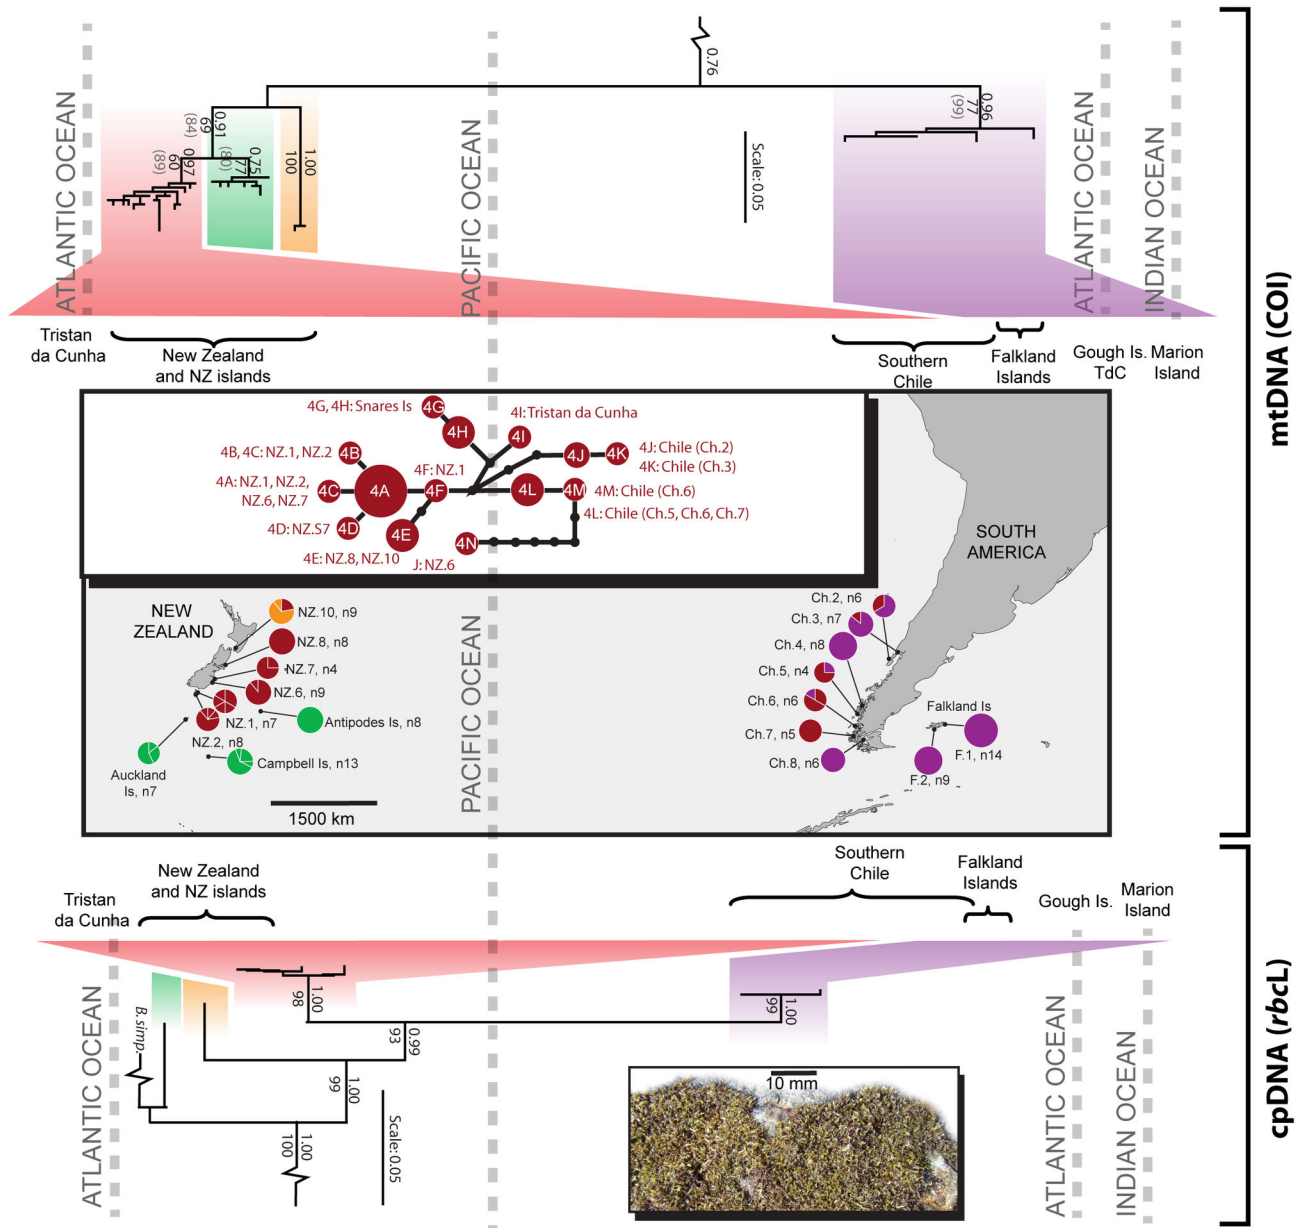 ATLANTIC OCEAN
PACIFIC OCEAN
ATLANTIC OCEAN
INDIAN OCEAN
mtDNA (COI)
0.76
0.91
69
(84)
0.97
60
(89)
0.75
77
(80)
1.00
100
0.96
77
(99)
Scale: 0.05
Tristan
da Cunha
New Zealand
and NZ islands
Southern
Chile
Falkland
Islands
Gough Is.
TdC
Marion
Island
4G, 4H: Snares Is
4I: Tristan da Cunha
4B, 4C: NZ.1, NZ.2
4F: NZ.1
4J: Chile (Ch.2)
4K: Chile (Ch.3)
4A: NZ.1, NZ.2,
NZ.6, NZ.7
4M: Chile (Ch.6)
4L: Chile (Ch.5, Ch.6, Ch.7)
4D: NZ.S7
4E: NZ.8, NZ.10
J: NZ.6
4G
4H
4I
4B
4J
4K
4C
4A
4F
4L
4M
4D
4E
4N
NEW
ZEALAND
SOUTH
AMERICA
NZ.10, n9
NZ.8, n8
NZ.7, n4
NZ.6, n9
NZ.1, n7
NZ.2, n8
Antipodes Is, n8
Campbell Is, n13
Auckland
Is, n7
1500 km
PACIFIC OCEAN
Ch.2, n6
Ch.3, n7
Ch.4, n8
Ch.5, n4
Ch.6, n6
Ch.7, n5
Ch.8, n6
Falkland Is
F.1, n14
F.2, n9
Tristan
da Cunha
New Zealand
and NZ islands
Southern
Chile
Falkland
Islands
Gough Is.
Marion
Island
ATLANTIC OCEAN
B. simp.
1.00
98
0.99
93
1.00
99
1.00
100
1.00
99
Scale: 0.05
10 mm
ATLANTIC OCEAN
INDIAN OCEAN
cpDNA (rbcL)